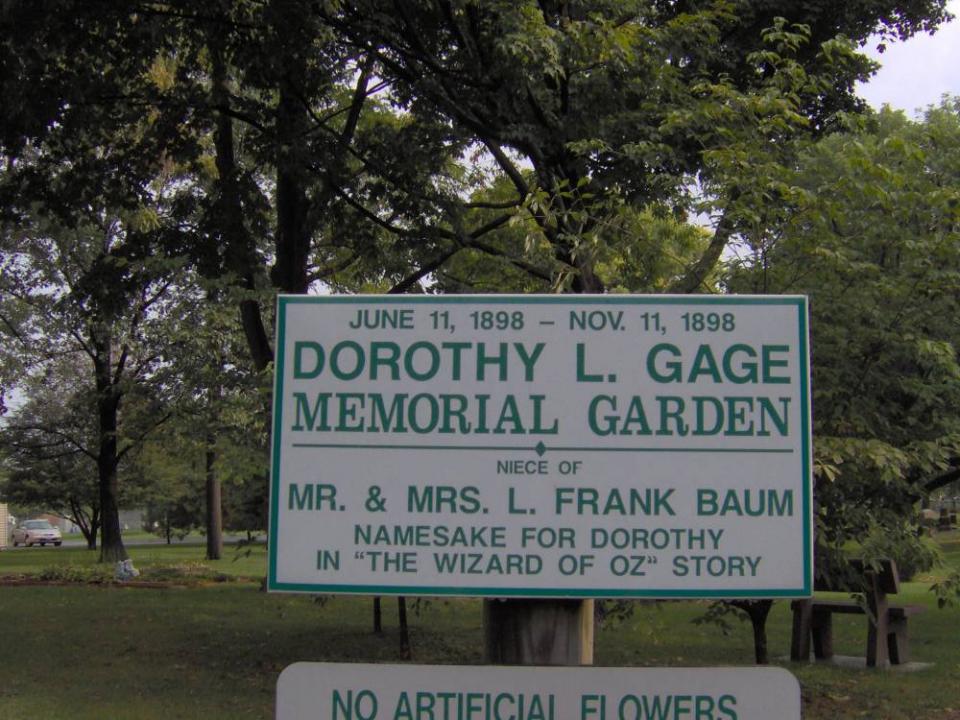 JUNE 11, 1898 – NOV. 11, 1898
DOROTHY L. GAGE
MEMORIAL GARDEN
NIECE OF
MR. & MRS. L. FRANK BAUM
NAMESAKE FOR DOROTHY
IN "THE WIZARD OF OZ" STORY
NO ARTIFICIAL FLOWERS